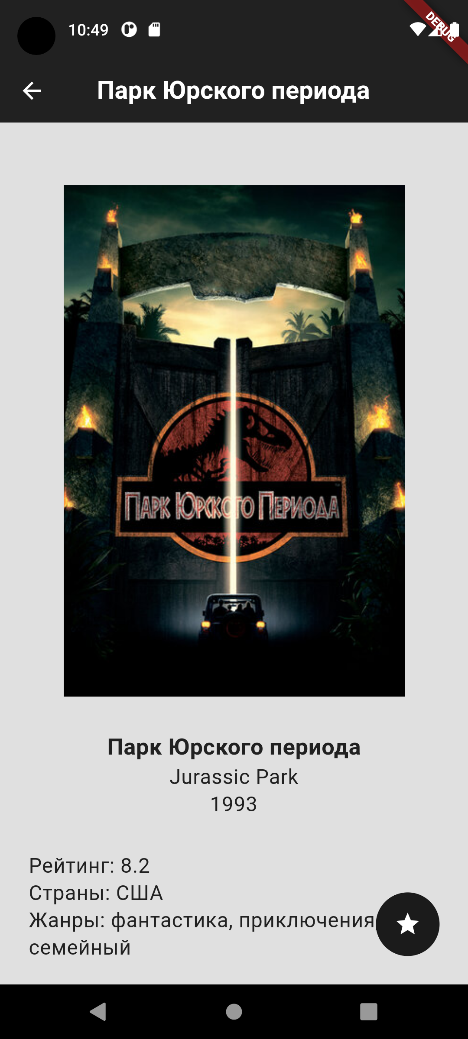 10:49
DEBUG
Парк Юрского периода
ПАРК ЮРСКОГО ПЕРИОДА
Парк Юрского периода
Jurassic Park
1993
Рейтинг: 8.2
Страны: США
Жанры: фантастика, приключения
семейный